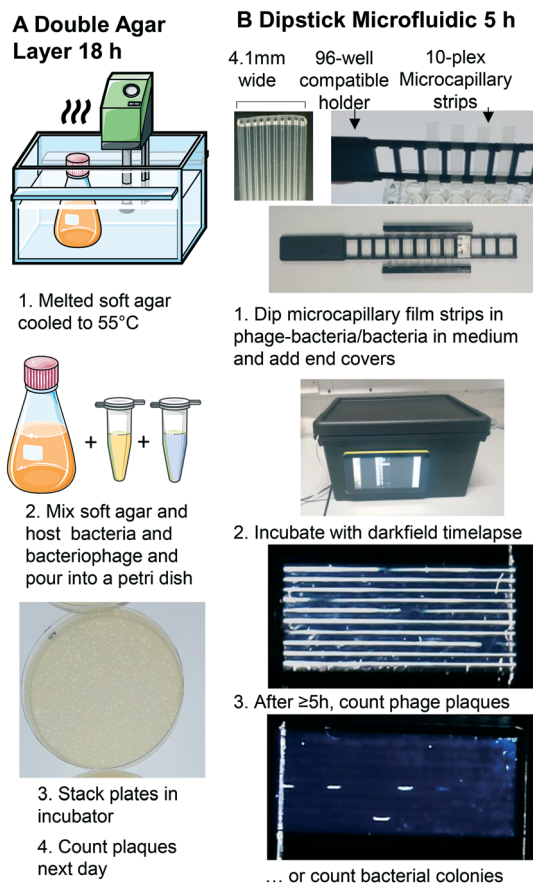 A Double Agar
Layer 18 h
1. Melted soft agar
cooled to 55°C
+ +
2. Mix soft agar and
host bacteria and
bacteriophage and
pour into a petri dish
3. Stack plates in
incubator
4. Count plaques
next day
B Dipstick Microfluidic 5 h
4.1mm
wide
96-well
compatible
holder
10-plex
Microcapillary
strips
1. Dip microcapillary film strips in
phage-bacteria/bacteria in medium
and add end covers
2. Incubate with darkfield timelapse
3. After ≥5h, count phage plaques
... or count bacterial colonies